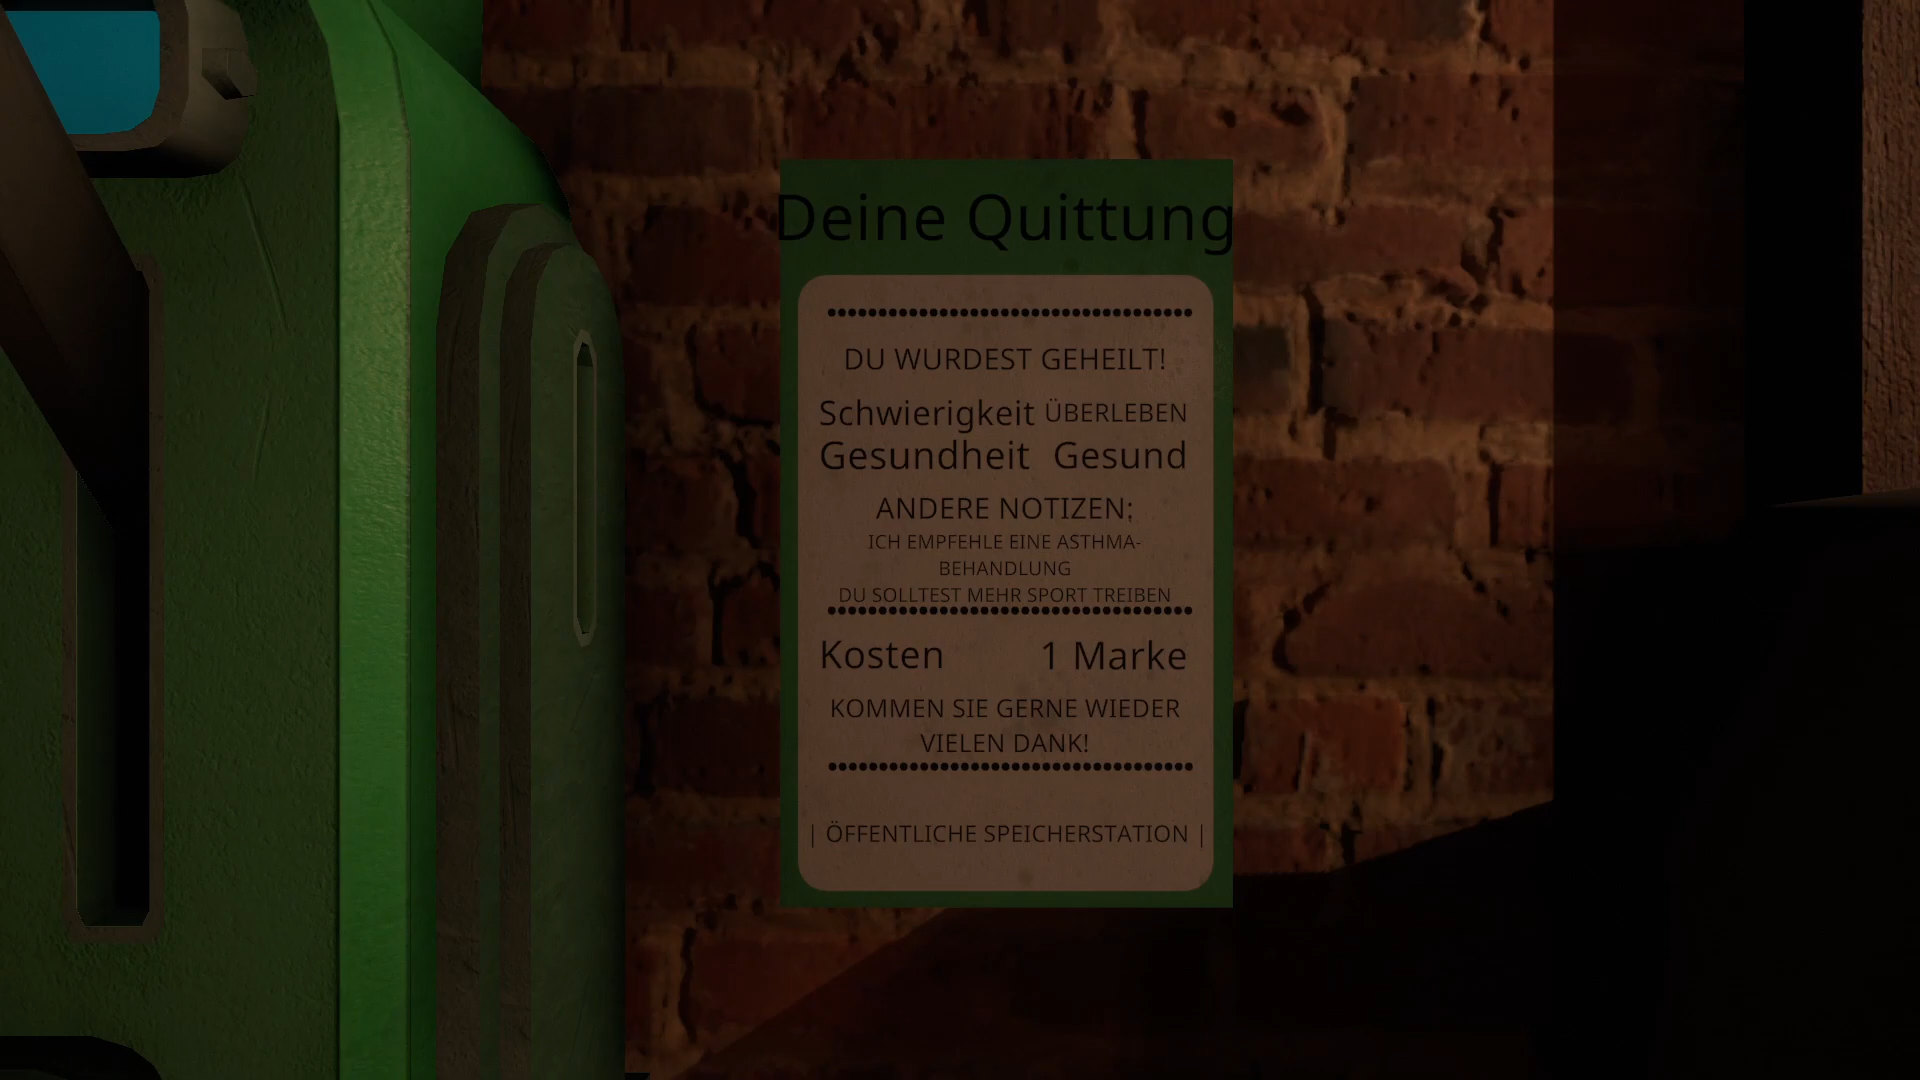 Deine Quittung
DU WURDEST GEHEILT!
Schwierigkeit ÜBERLEBEN
Gesundheit Gesund
ANDERE NOTIZEN:
ICH EMPFEHLE EINE ASTHMA-
BEHANDLUNG
DU SOLLTEST MEHR SPORT TREIBEN
Kosten 1 Marke
KOMMEN SIE GERNE WIEDER
VIELEN DANK!
| ÖFFENTLICHE SPEICHERSTATION |